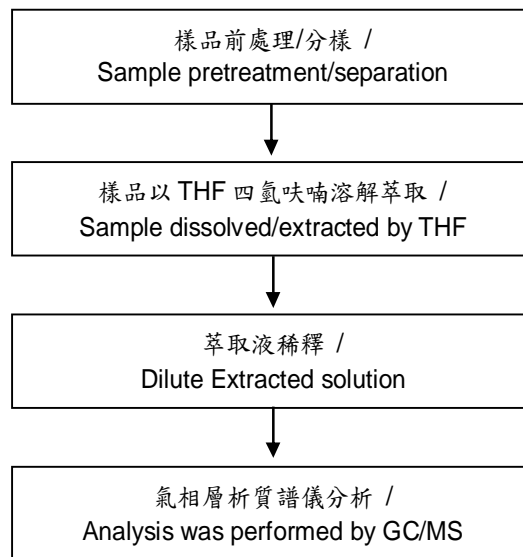 樣品前處理/分樣 /
Sample pretreatment/separation
樣品以 THF 四氫呋喃溶解萃取 /
Sample dissolved/extracted by THF
萃取液稀釋 /
Dilute Extracted solution
氣相層析質譜儀分析 /
Analysis was performed by GC/MS